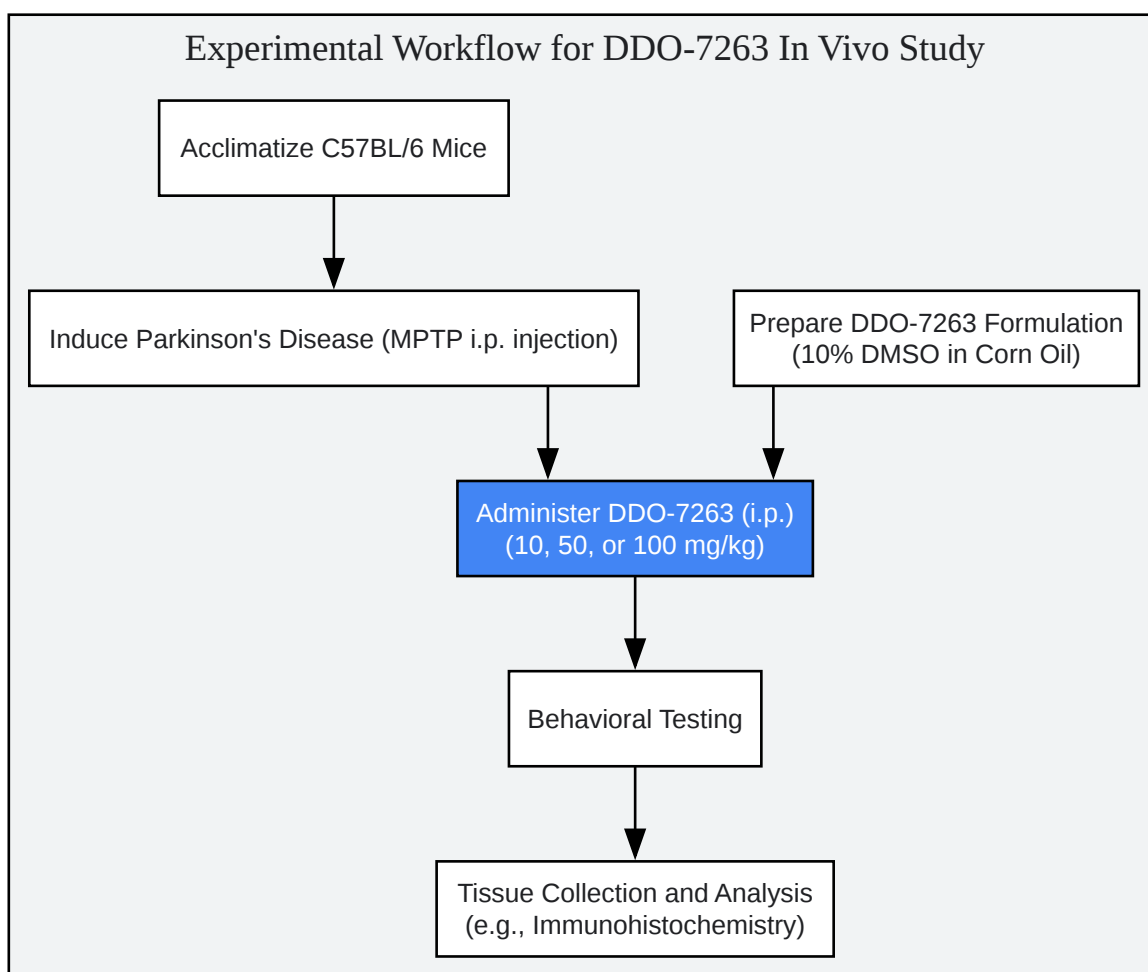 Experimental Workflow for DDO-7263 In Vivo Study
Acclimatize C57BL/6 Mice
Induce Parkinson's Disease (MPTP i.p. injection)
Prepare DDO-7263 Formulation
(10% DMSO in Corn Oil)
Administer DDO-7263 (i.p.)
(10, 50, or 100 mg/kg)
Behavioral Testing
Tissue Collection and Analysis
(e.g., Immunohistochemistry)